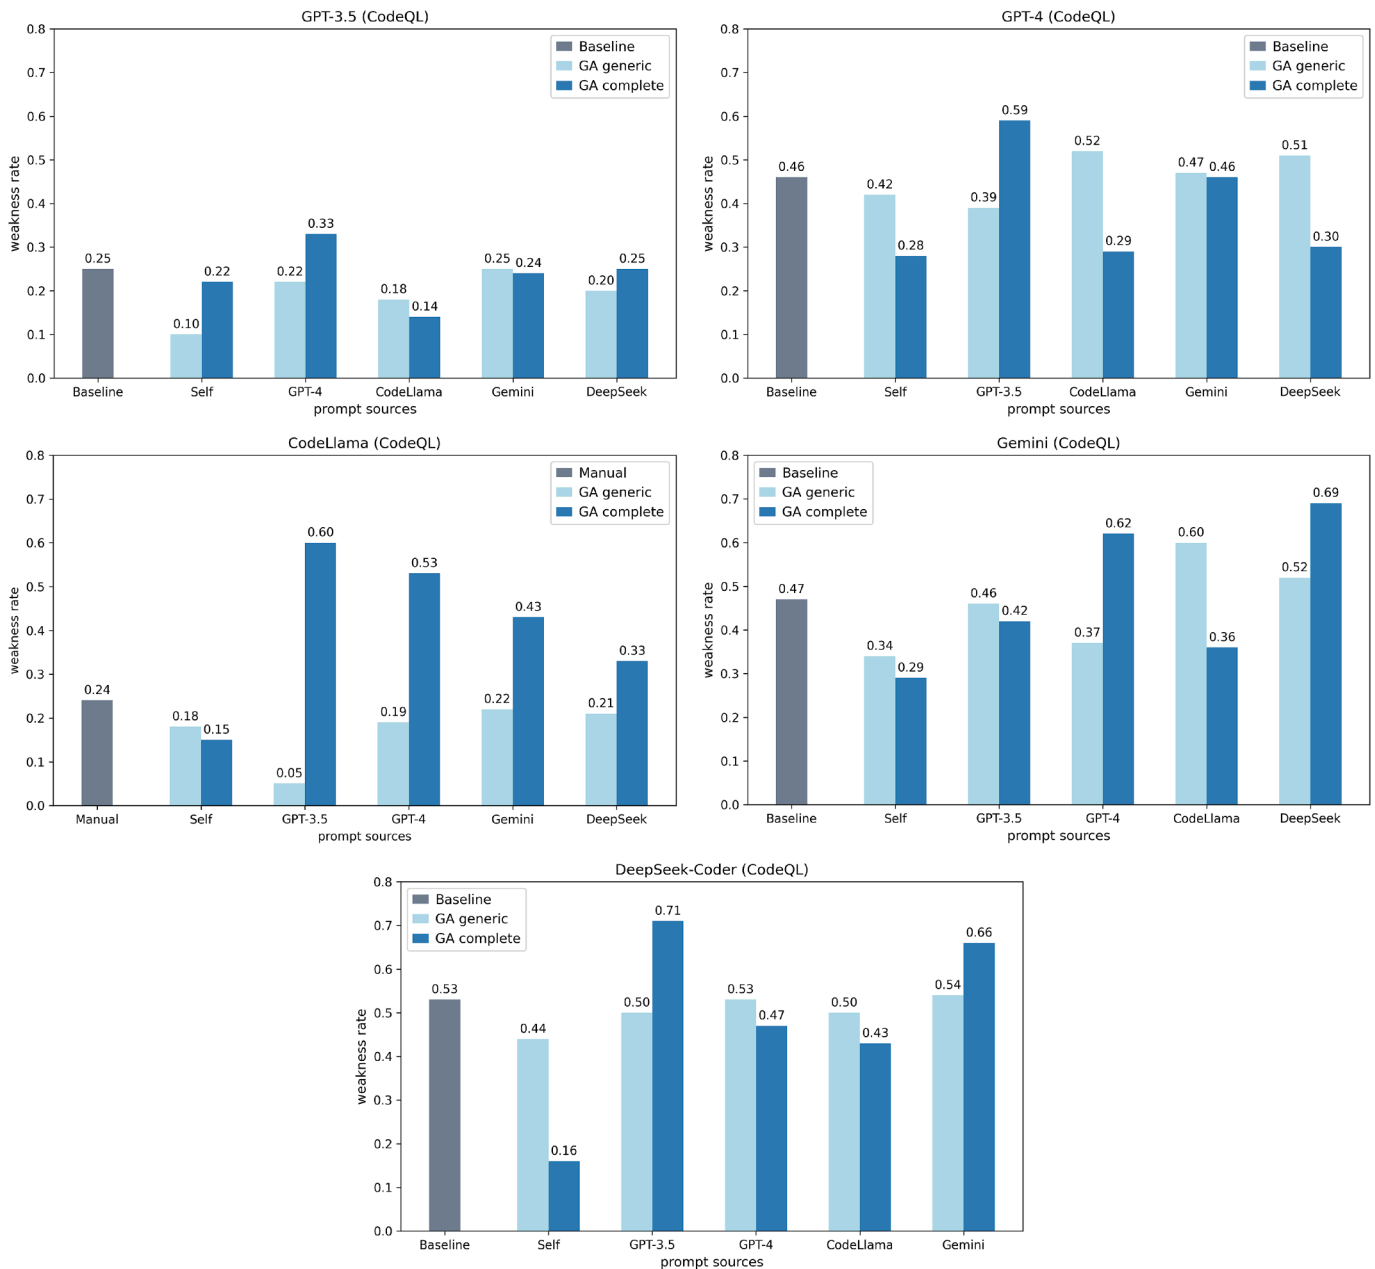 GPT-3.5 (CodeQL)
weakness rate
0.8
0.7
0.6
0.5
0.4
0.3
0.2
0.1
0.0
Baseline
GA generic
GA complete
0.25
0.10
0.22
0.22
0.33
0.18
0.14
0.25
0.24
0.20
0.25
Baseline Self GPT-4 CodeLlama Gemini DeepSeek
prompt sources
GPT-4 (CodeQL)
weakness rate
0.8
0.7
0.6
0.5
0.4
0.3
0.2
0.1
0.0
Baseline
GA generic
GA complete
0.46
0.42
0.28
0.39
0.59
0.52
0.29
0.47
0.46
0.51
0.30
Baseline Self GPT-3.5 CodeLlama Gemini DeepSeek
prompt sources
CodeLlama (CodeQL)
weakness rate
0.8
0.7
0.6
0.5
0.4
0.3
0.2
0.1
0.0
Manual
GA generic
GA complete
0.24
0.18
0.15
0.05
0.60
0.19
0.53
0.22
0.43
0.21
0.33
Manual Self GPT-3.5 GPT-4 Gemini DeepSeek
prompt sources
Gemini (CodeQL)
weakness rate
0.8
0.7
0.6
0.5
0.4
0.3
0.2
0.1
0.0
Baseline
GA generic
GA complete
0.47
0.34
0.29
0.46
0.42
0.37
0.62
0.60
0.36
0.52
0.69
Baseline Self GPT-3.5 GPT-4 CodeLlama DeepSeek
prompt sources
DeepSeek-Coder (CodeQL)
weakness rate
0.8
0.7
0.6
0.5
0.4
0.3
0.2
0.1
0.0
Baseline
GA generic
GA complete
0.53
0.44
0.16
0.50
0.71
0.53
0.47
0.50
0.43
0.54
0.66
Baseline Self GPT-3.5 GPT-4 CodeLlama Gemini
prompt sources